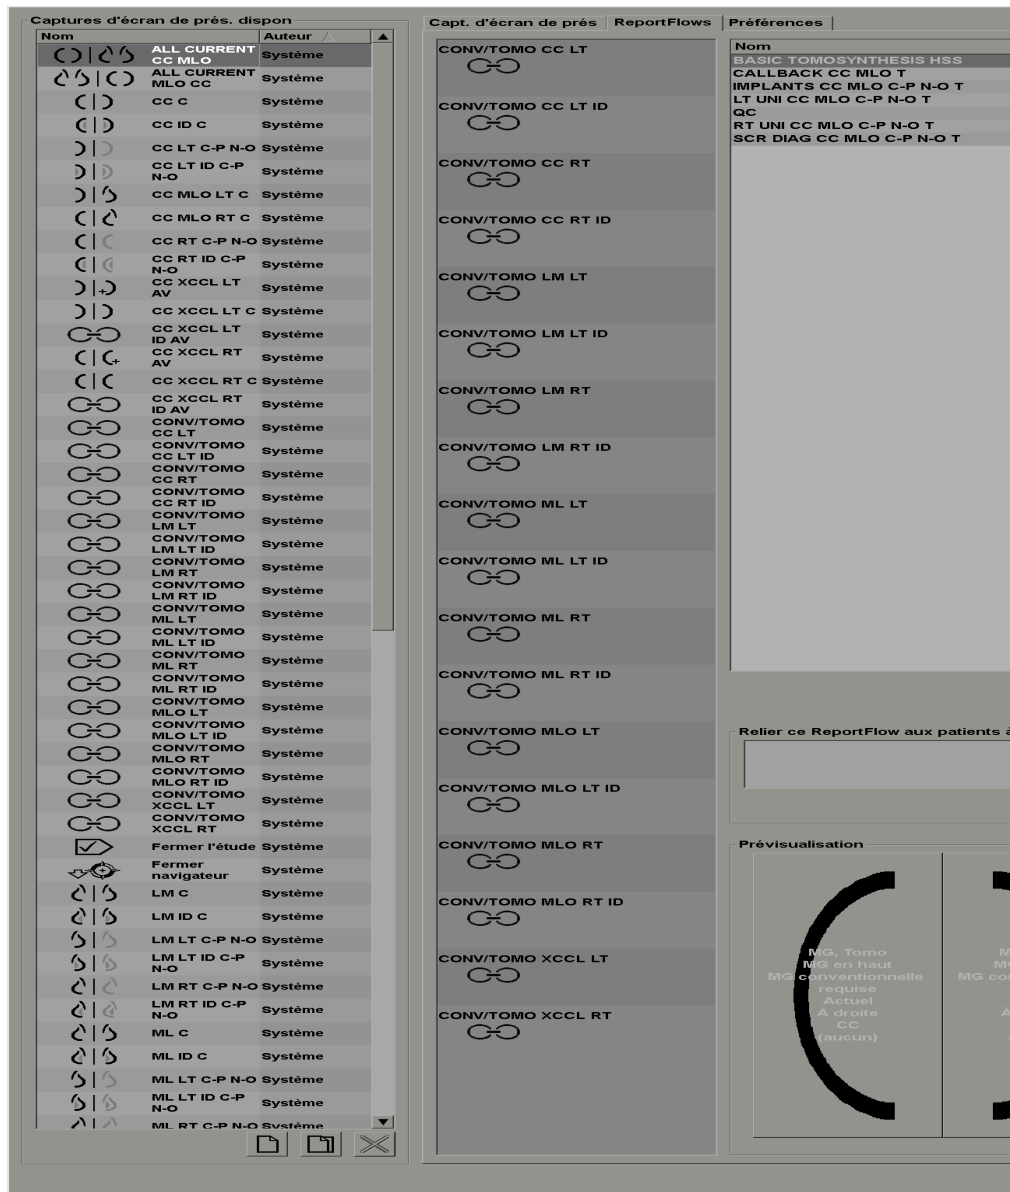 Captures d'écran de prés. dispon
Nom Auteur
ALL CURRENT
CC MLO Système
ALL CURRENT
MLO CC Système
CC C Système
CC ID C Système
CC LT C-P N-O Système
CC LT ID C-P
N-O Système
CC MLO LT C Système
CC MLO RT C Système
CC RT C-P N-O Système
CC RT ID C-P
N-O Système
CC XCCL LT
AV Système
CC XCCL LT C Système
CC XCCL LT
ID AV Système
CC XCCL RT
AV Système
CC XCCL RT C Système
CC XCCL RT
ID AV Système
CONV/TOMO
CC LT Système
CONV/TOMO
CC LT ID Système
CONV/TOMO
CC RT Système
CONV/TOMO
CC RT ID Système
CONV/TOMO
LM LT Système
CONV/TOMO
LM LT ID Système
CONV/TOMO
LM RT Système
CONV/TOMO
LM RT ID Système
CONV/TOMO
ML LT Système
CONV/TOMO
ML LT ID Système
CONV/TOMO
ML RT Système
CONV/TOMO
ML RT ID Système
CONV/TOMO
MLO LT Système
CONV/TOMO
MLO LT ID Système
CONV/TOMO
MLO RT Système
CONV/TOMO
MLO RT ID Système
CONV/TOMO
XCCL LT Système
CONV/TOMO
XCCL RT Système
Fermer l'étude Système
Fermer
navigateur Système
LM C Système
LM ID C Système
LM LT C-P N-O Système
LM LT ID C-P
N-O Système
LM RT C-P N-O Système
LM RT ID C-P
N-O Système
ML C Système
ML ID C Système
ML LT C-P N-O Système
ML LT ID C-P
N-O Système
ML RT C-P N-O Système
Capt. d'écran de prés ReportFlows Préférences
CONV/TOMO CC LT
CONV/TOMO CC LT ID
CONV/TOMO CC RT
CONV/TOMO CC RT ID
CONV/TOMO LM LT
CONV/TOMO LM LT ID
CONV/TOMO LM RT
CONV/TOMO LM RT ID
CONV/TOMO ML LT
CONV/TOMO ML LT ID
CONV/TOMO ML RT
CONV/TOMO ML RT ID
CONV/TOMO MLO LT
CONV/TOMO MLO LT ID
CONV/TOMO MLO RT
CONV/TOMO MLO RT ID
CONV/TOMO XCCL LT
CONV/TOMO XCCL RT
Nom
BASIC TOMOSYNTHESIS HSS
CALLBACK CC MLO T
IMPLANTS CC MLO C-P N-O T
LT UNI CC MLO C-P N-O T
QC
RT UNI CC MLO C-P N-O T
SCR DIAG CC MLO C-P N-O T
Relier ce ReportFlow aux patients à
Prévisualisation
MG, Tomo
MG en haut
MG conventionnelle
requise
Actuel
À droite
CC
(aucun)
M
M
MG con
À